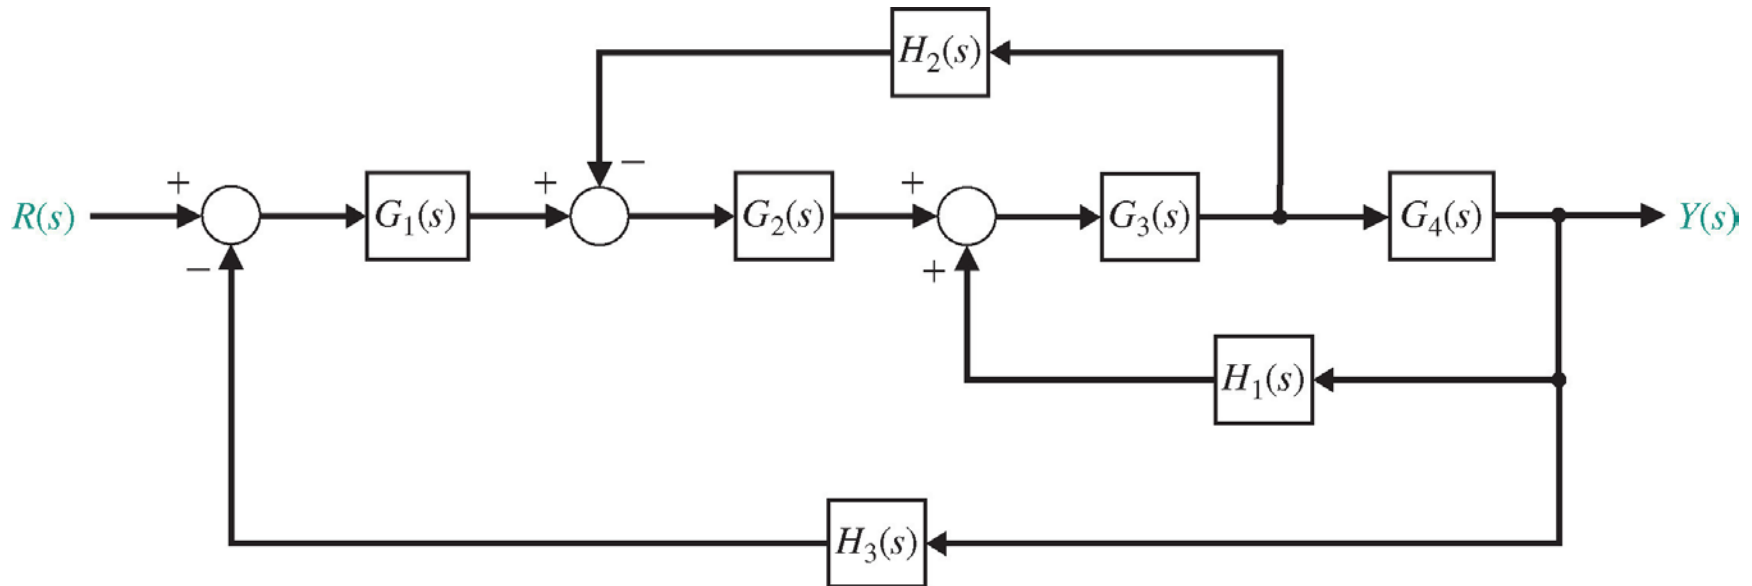 H₂(s)
R(s) + − G₁(s) + − G₂(s) + + G₃(s) G₄(s) Y(s)
H₁(s)
H₃(s)